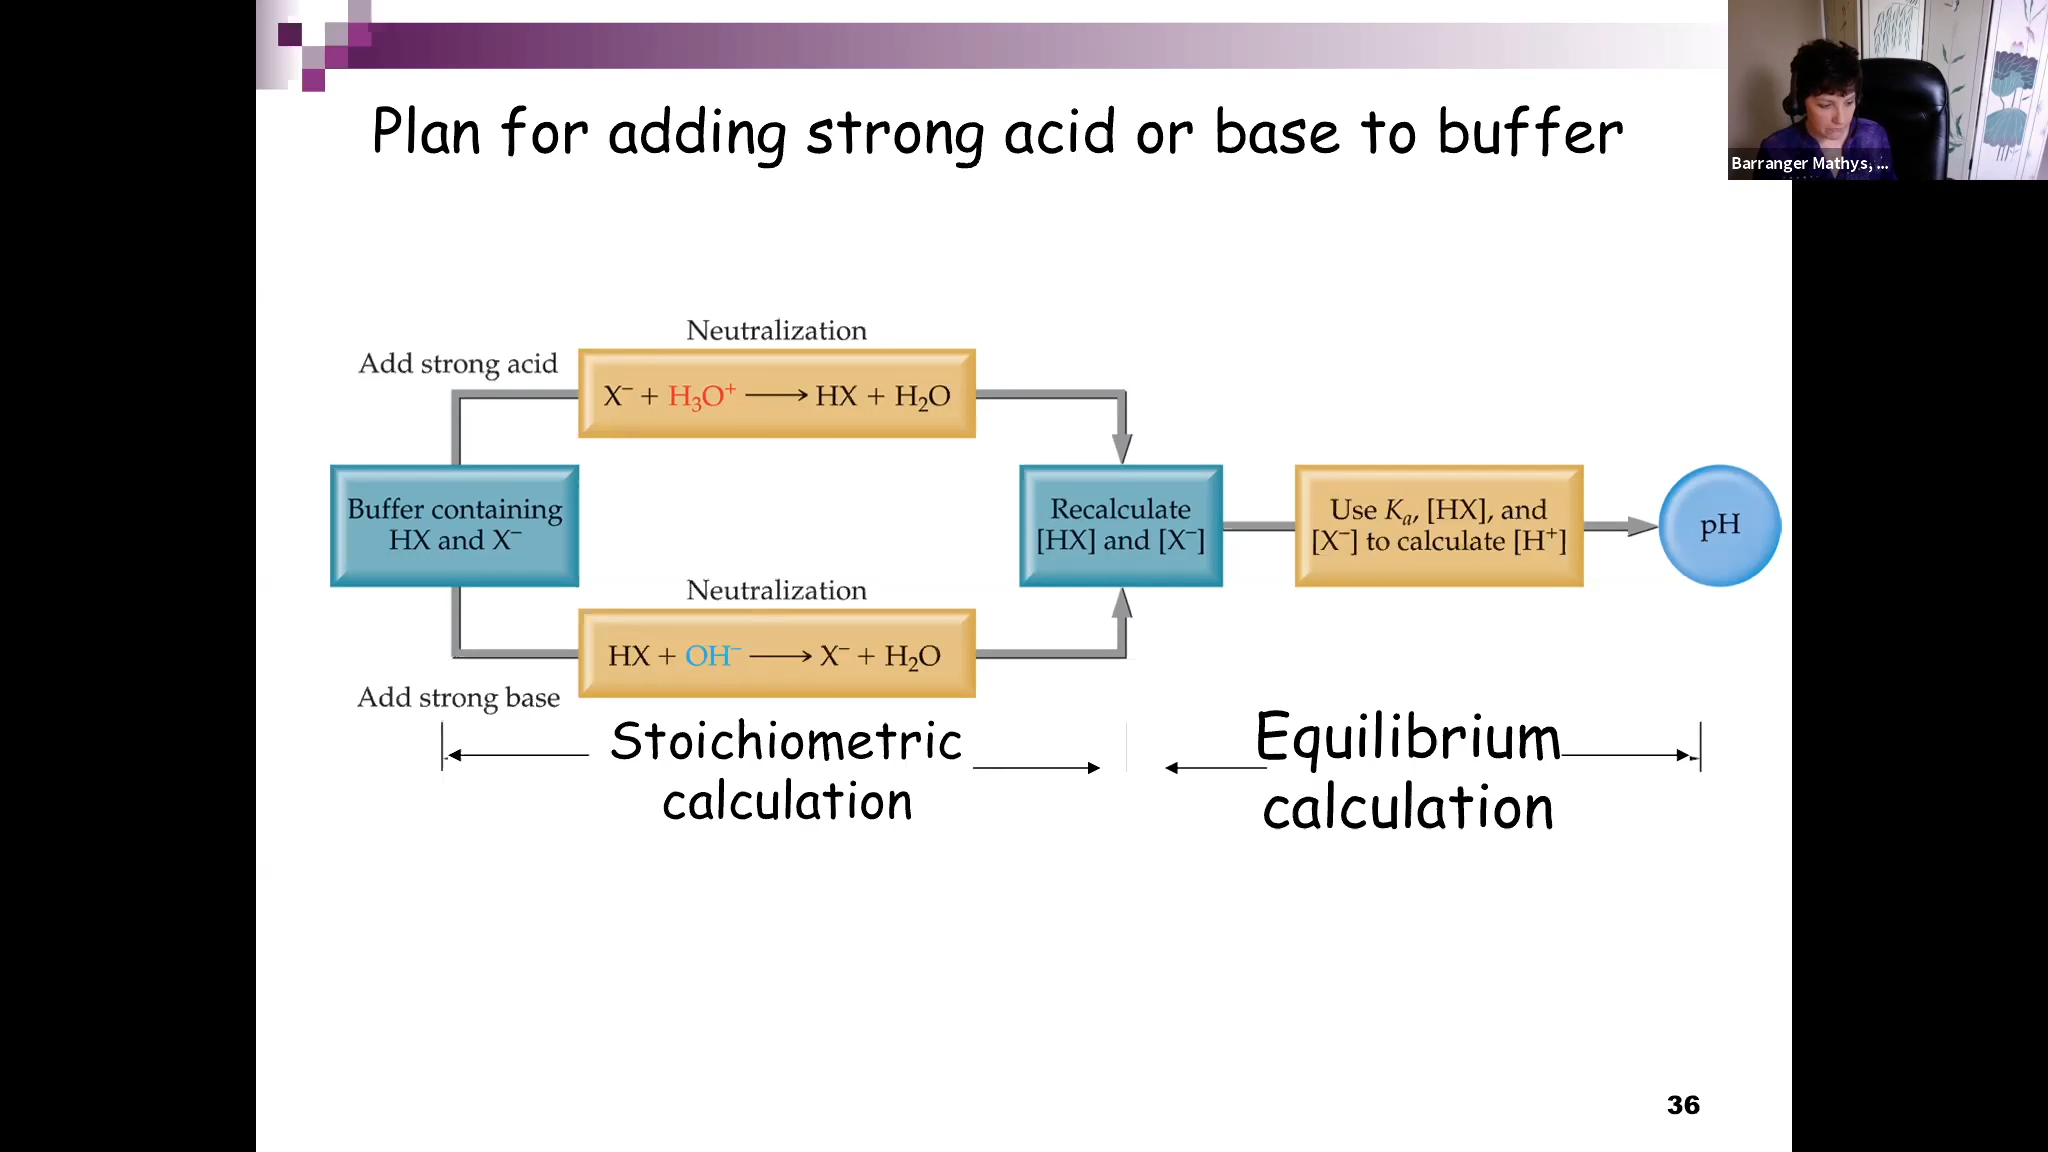 Plan for adding strong acid or base to buffer
Barranger Mathys, ...
Neutralization
Add strong acid
X⁻ + H₃O⁺ ⟶ HX + H₂O
Buffer containing
HX and X⁻
Recalculate
[HX] and [X⁻]
Use Kₐ, [HX], and
[X⁻] to calculate [H⁺]
pH
Neutralization
HX + OH⁻ ⟶ X⁻ + H₂O
Add strong base
Stoichiometric
calculation
Equilibrium
calculation
36